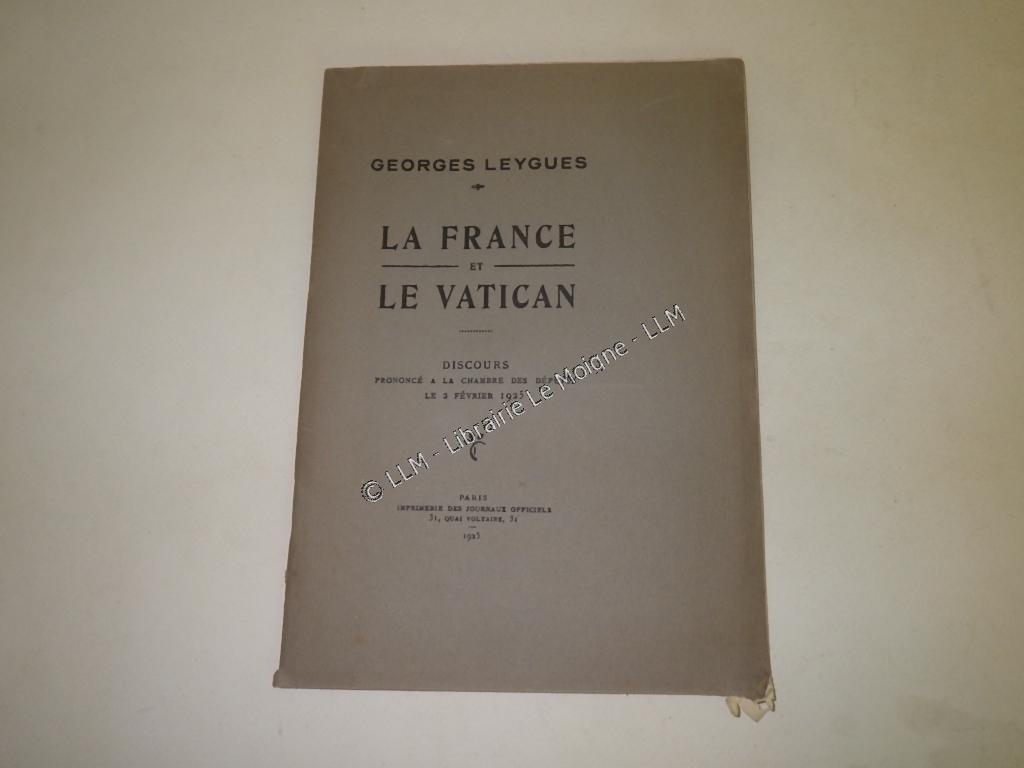 GEORGES LEYGUES
LA FRANCE
ET
LE VATICAN
DISCOURS
PRONONCÉ A LA CHAMBRE DES
LE 2 FÉVRIER 1925
© LLM - Librairie Le Moigne - LLM
PARIS
IMPRIMERIE DES JOURNAUX OFFICIELS
31, QUAI VOLTAIRE, 31
1925